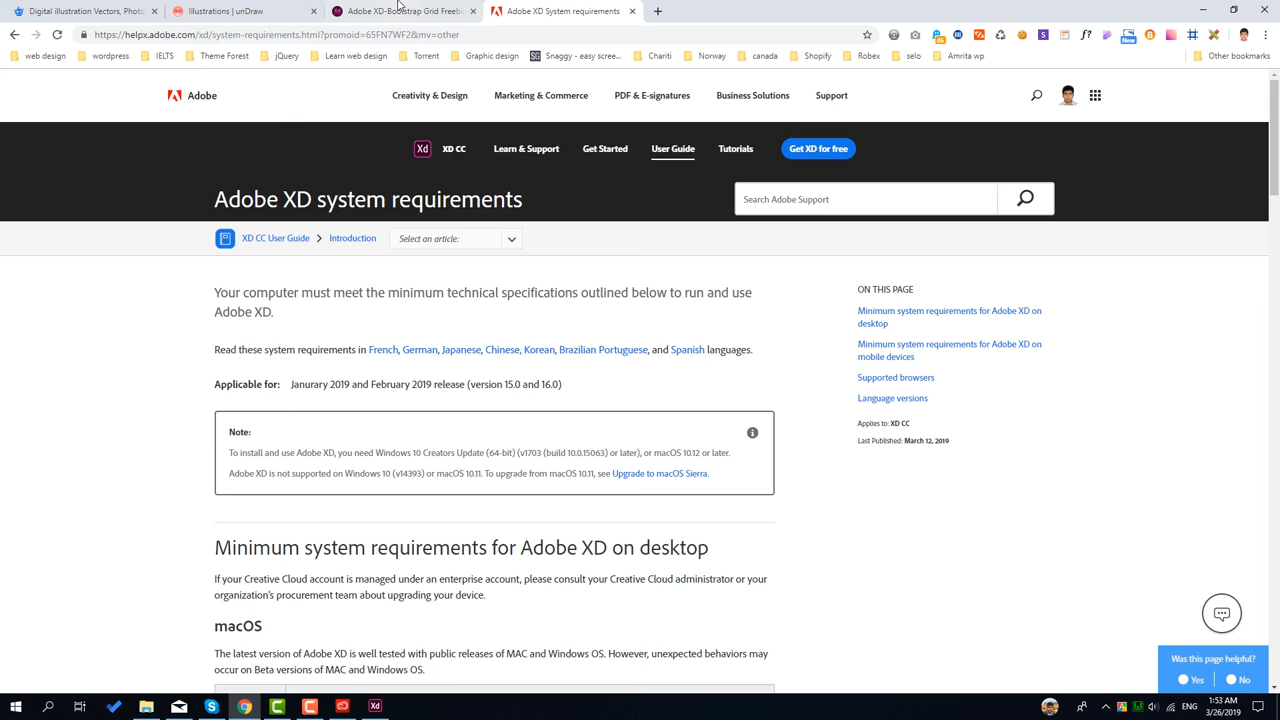 Digital illustration Vectors, Photo
Illustrations | unDraw
Adobe XD-Bootstrap Grid Freeb
Adobe XD System requirements
https://helpx.adobe.com/xd/system-requirements.html?promoid=65FN7WF2&mv=other
web design
wordpress
IELTS
Theme Forest
jQuery
Learn web design
Torrent
Graphic design
Snaggy - easy scree...
Chariti
Norway
canada
Shopify
Robex
selo
Amrita wp
Other bookmarks
Adobe
Creativity & Design
Marketing & Commerce
PDF & E-signatures
Business Solutions
Support
Xd
XD CC
Learn & Support
Get Started
User Guide
Tutorials
Get XD for free
Adobe XD system requirements
Search Adobe Support
XD CC User Guide
Introduction
Select an article:
Your computer must meet the minimum technical specifications outlined below to run and use
Adobe XD.
Read these system requirements in French, German, Japanese, Chinese, Korean, Brazilian Portuguese, and Spanish languages.
Applicable for: Janurary 2019 and February 2019 release (version 15.0 and 16.0)
Note:
To install and use Adobe XD, you need Windows 10 Creators Update (64-bit) (v1703 (build 10.0.15063) or later), or macOS 10.12 or later.
Adobe XD is not supported on Windows 10 (v14393) or macOS 10.11. To upgrade from macOS 10.11, see Upgrade to macOS Sierra.
Minimum system requirements for Adobe XD on desktop
If your Creative Cloud account is managed under an enterprise account, please consult your Creative Cloud administrator or your
organization's procurement team about upgrading your device.
macOS
The latest version of Adobe XD is well tested with public releases of MAC and Windows OS. However, unexpected behaviors may
occur on Beta versions of MAC and Windows OS.
ON THIS PAGE
Minimum system requirements for Adobe XD on
desktop
Minimum system requirements for Adobe XD on
mobile devices
Supported browsers
Language versions
Applies to: XD CC
Last Published: March 12, 2019
Was this page helpful?
Yes
No
ENG
1:53 AM
3/26/2019